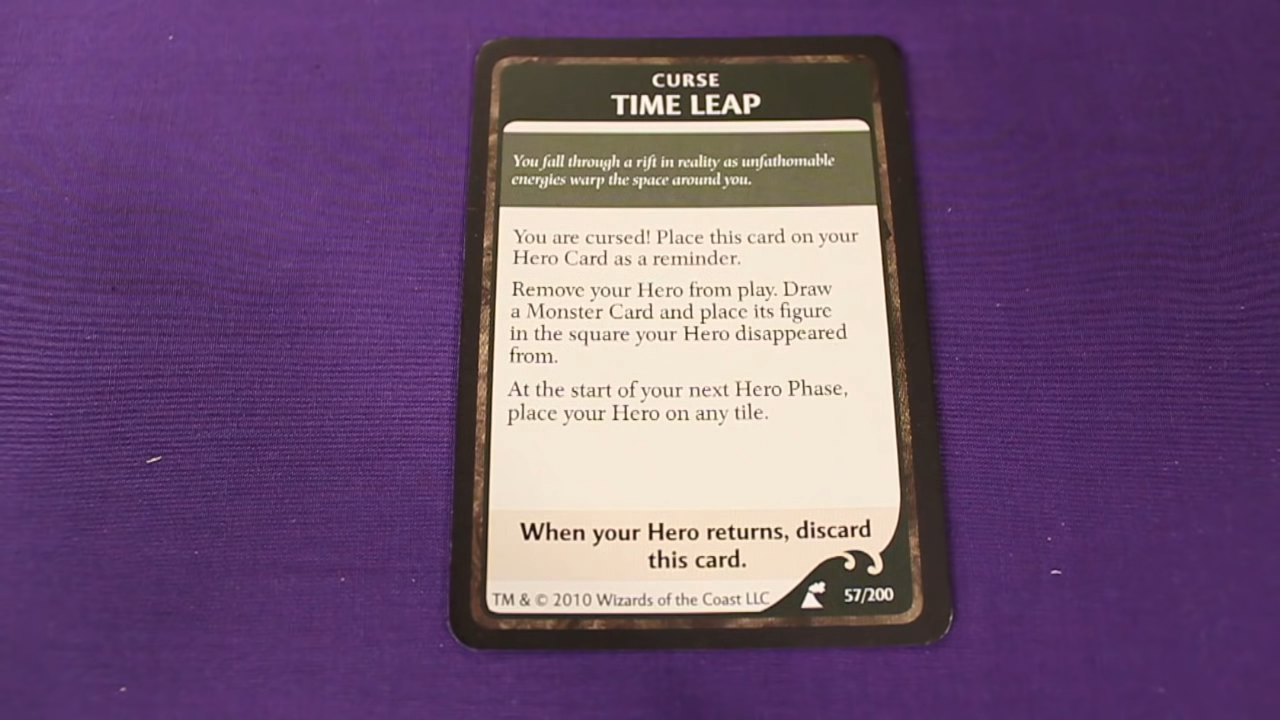 CURSE
TIME LEAP
You fall through a rift in reality as unfathomable
energies warp the space around you.
You are cursed! Place this card on your
Hero Card as a reminder.
Remove your Hero from play. Draw
a Monster Card and place its figure
in the square your Hero disappeared
from.
At the start of your next Hero Phase,
place your Hero on any tile.
When your Hero returns, discard
this card.
TM & © 2010 Wizards of the Coast LLC
57/200